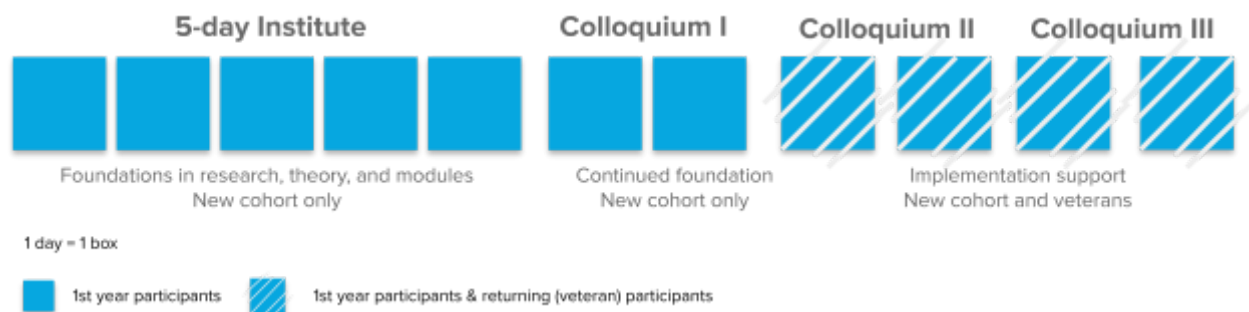 5-day Institute
Colloquium I
Colloquium II
Colloquium III
Foundations in research, theory, and modules
New cohort only
Continued foundation
New cohort only
Implementation support
New cohort and veterans
1 day = 1 box
1st year participants
1st year participants & returning (veteran) participants